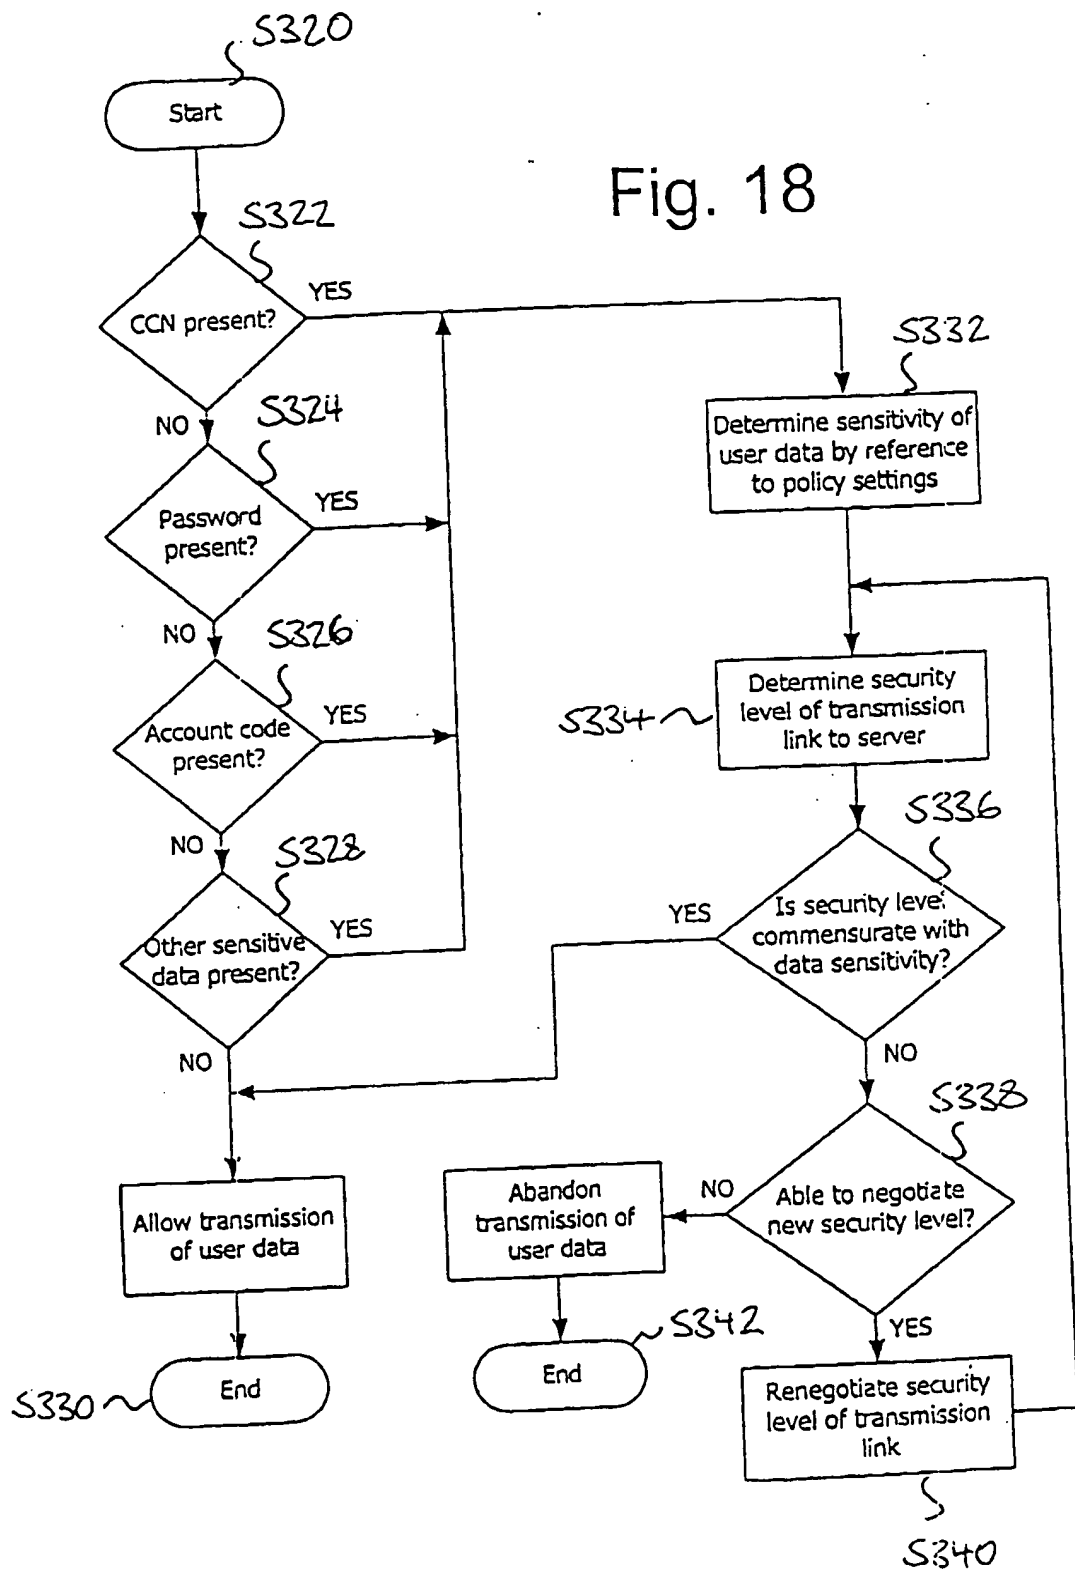 S320
Start
Fig. 18
S322
CCN present?
YES
NO
S324
Password
present?
YES
NO
S326
Account code
present?
YES
NO
S328
Other sensitive
data present?
YES
NO
Allow transmission
of user data
End
S330
S332
Determine sensitivity of
user data by reference
to policy settings
S334
Determine security
level of transmission
link to server
S336
Is security level
commensurate with
data sensitivity?
YES
NO
S338
Able to negotiate
new security level?
NO
Abandon
transmission of
user data
S342
End
YES
Renegotiate security
level of transmission
link
S340